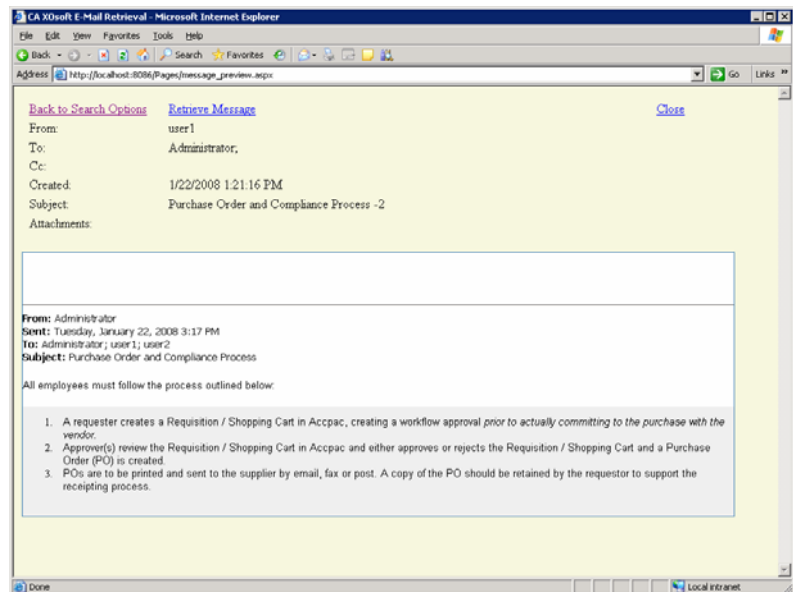 CA XOsoft E-Mail Retrieval - Microsoft Internet Explorer
File Edit View Favorites Tools Help
Back Search Favorites
Address http://localhost:8086/Pages/message_preview.aspx Go Links »
Back to Search Options Retrieve Message Close
From: user1
To: Administrator;
Cc:
Created: 1/22/2008 1:21:16 PM
Subject: Purchase Order and Compliance Process -2
Attachments:
From: Administrator
Sent: Tuesday, January 22, 2008 3:17 PM
To: Administrator; user1; user2
Subject: Purchase Order and Compliance Process
All employees must follow the process outlined below:
1. A requester creates a Requisition / Shopping Cart in Accpac, creating a workflow approval prior to actually committing to the purchase with the
vendor.
2. Approver(s) review the Requisition / Shopping Cart in Accpac and either approves or rejects the Requisition / Shopping Cart and a Purchase
Order (PO) is created.
3. POs are to be printed and sent to the supplier by email, fax or post. A copy of the PO should be retained by the requestor to support the
receipting process.
Done Local intranet